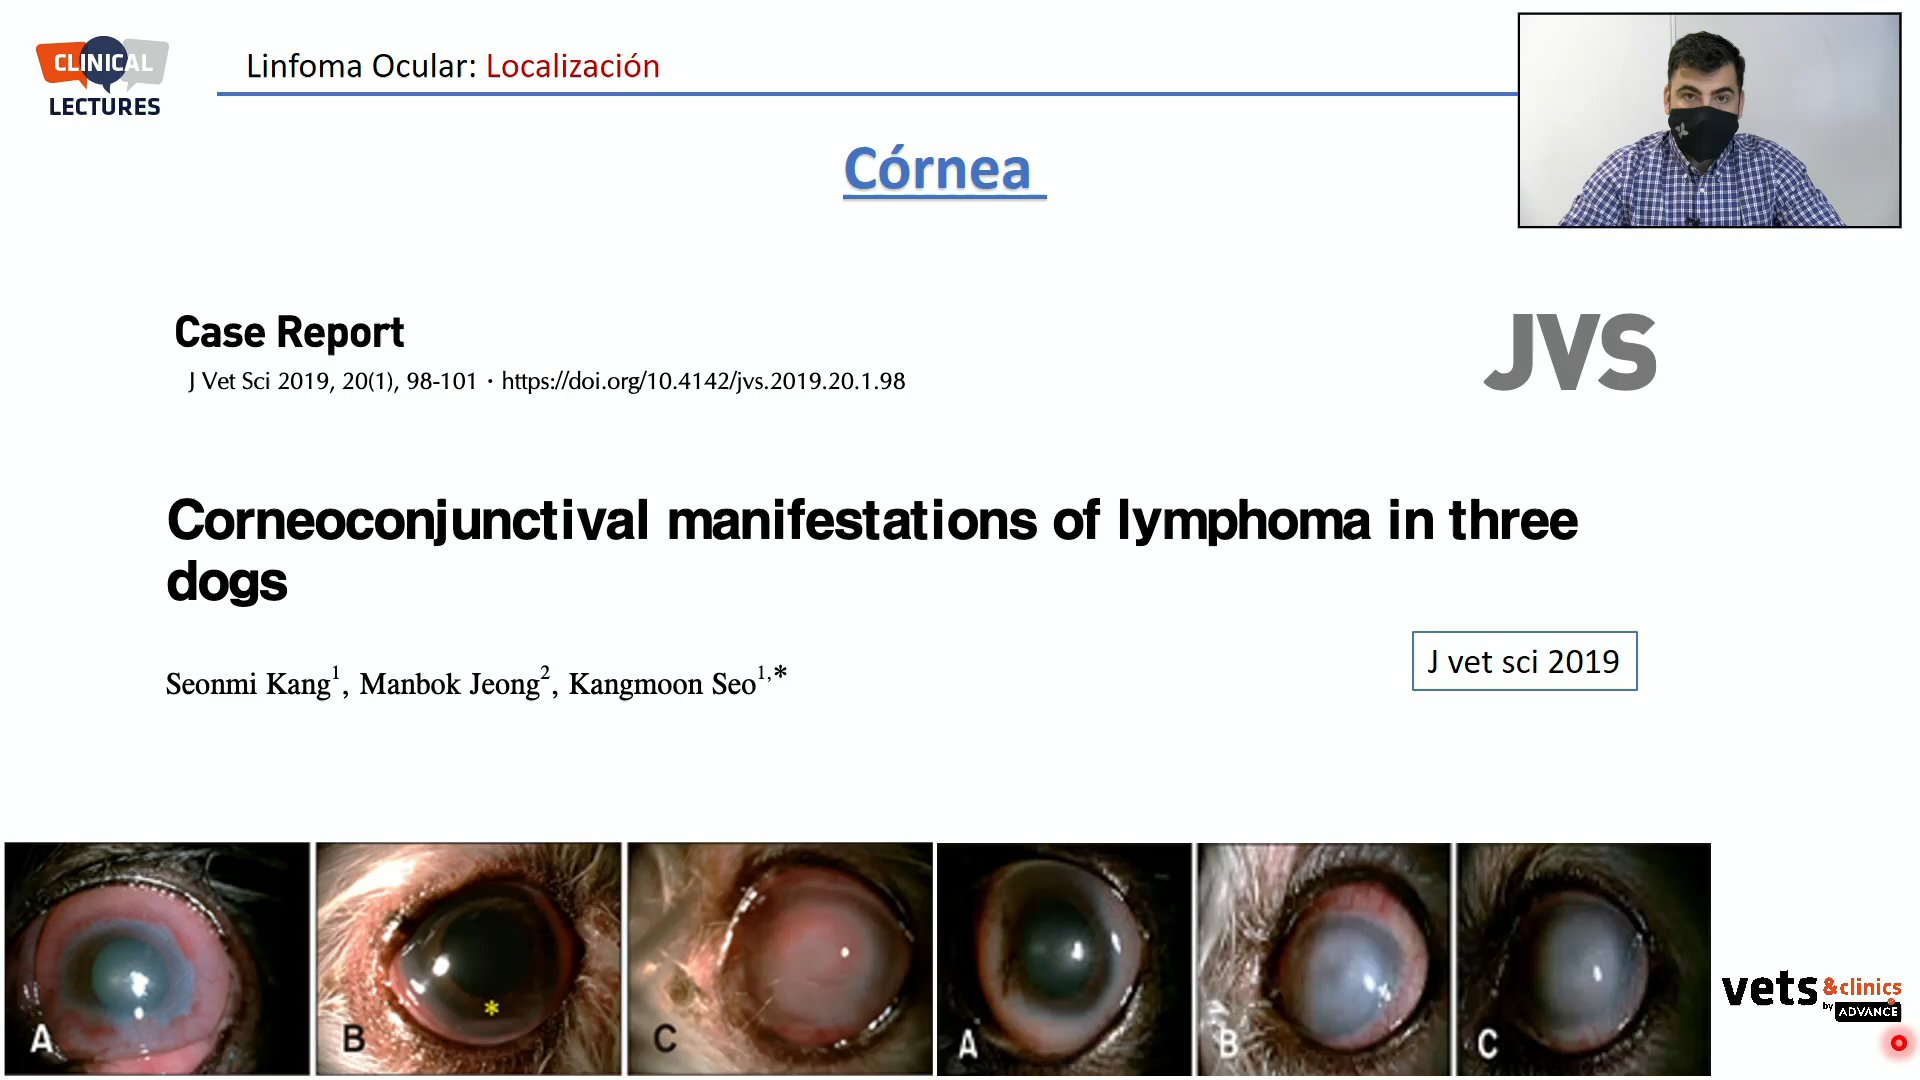 CLINICAL
LECTURES
Linfoma Ocular: Localización
Córnea
Case Report
J Vet Sci 2019, 20(1), 98-101 · https://doi.org/10.4142/jvs.2019.20.1.98
JVS
Corneoconjunctival manifestations of lymphoma in three
dogs
Seonmi Kang1, Manbok Jeong2, Kangmoon Seo1,*
J vet sci 2019
A
B
*
C
A
B
C
vets &clinics
by ADVANCE